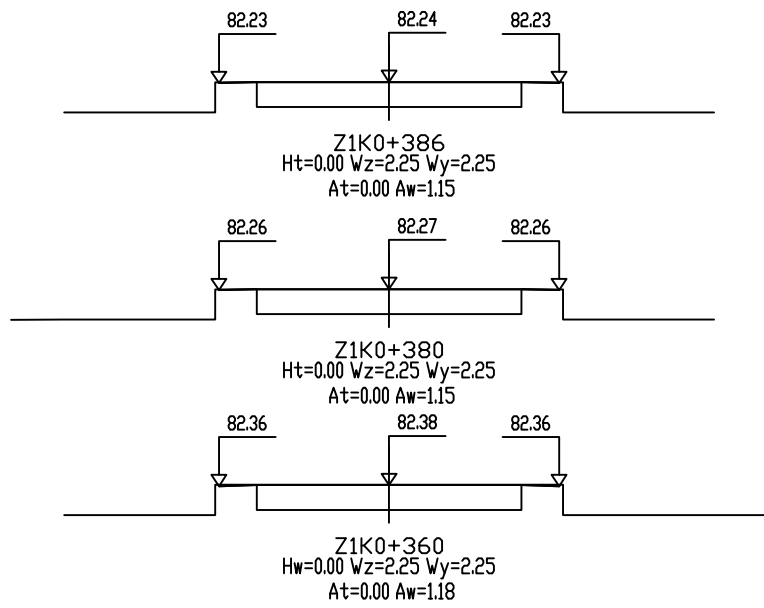 82.23 82.24 82.23
Z1K0+386
Ht=0.00 Wz=2.25 Wy=2.25
At=0.00 Aw=1.15
82.26 82.27 82.26
Z1K0+380
Ht=0.00 Wz=2.25 Wy=2.25
At=0.00 Aw=1.15
82.36 82.38 82.36
Z1K0+360
Hw=0.00 Wz=2.25 Wy=2.25
At=0.00 Aw=1.18